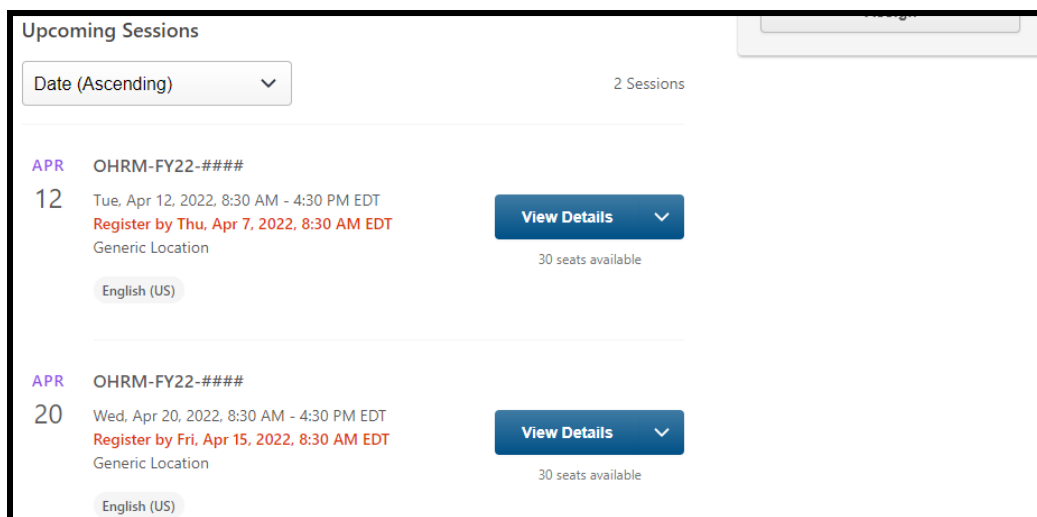 Upcoming Sessions
Date (Ascending)
2 Sessions
APR
12
OHRM-FY22-####
Tue, Apr 12, 2022, 8:30 AM - 4:30 PM EDT
Register by Thu, Apr 7, 2022, 8:30 AM EDT
Generic Location
English (US)
View Details
30 seats available
APR
20
OHRM-FY22-####
Wed, Apr 20, 2022, 8:30 AM - 4:30 PM EDT
Register by Fri, Apr 15, 2022, 8:30 AM EDT
Generic Location
English (US)
View Details
30 seats available